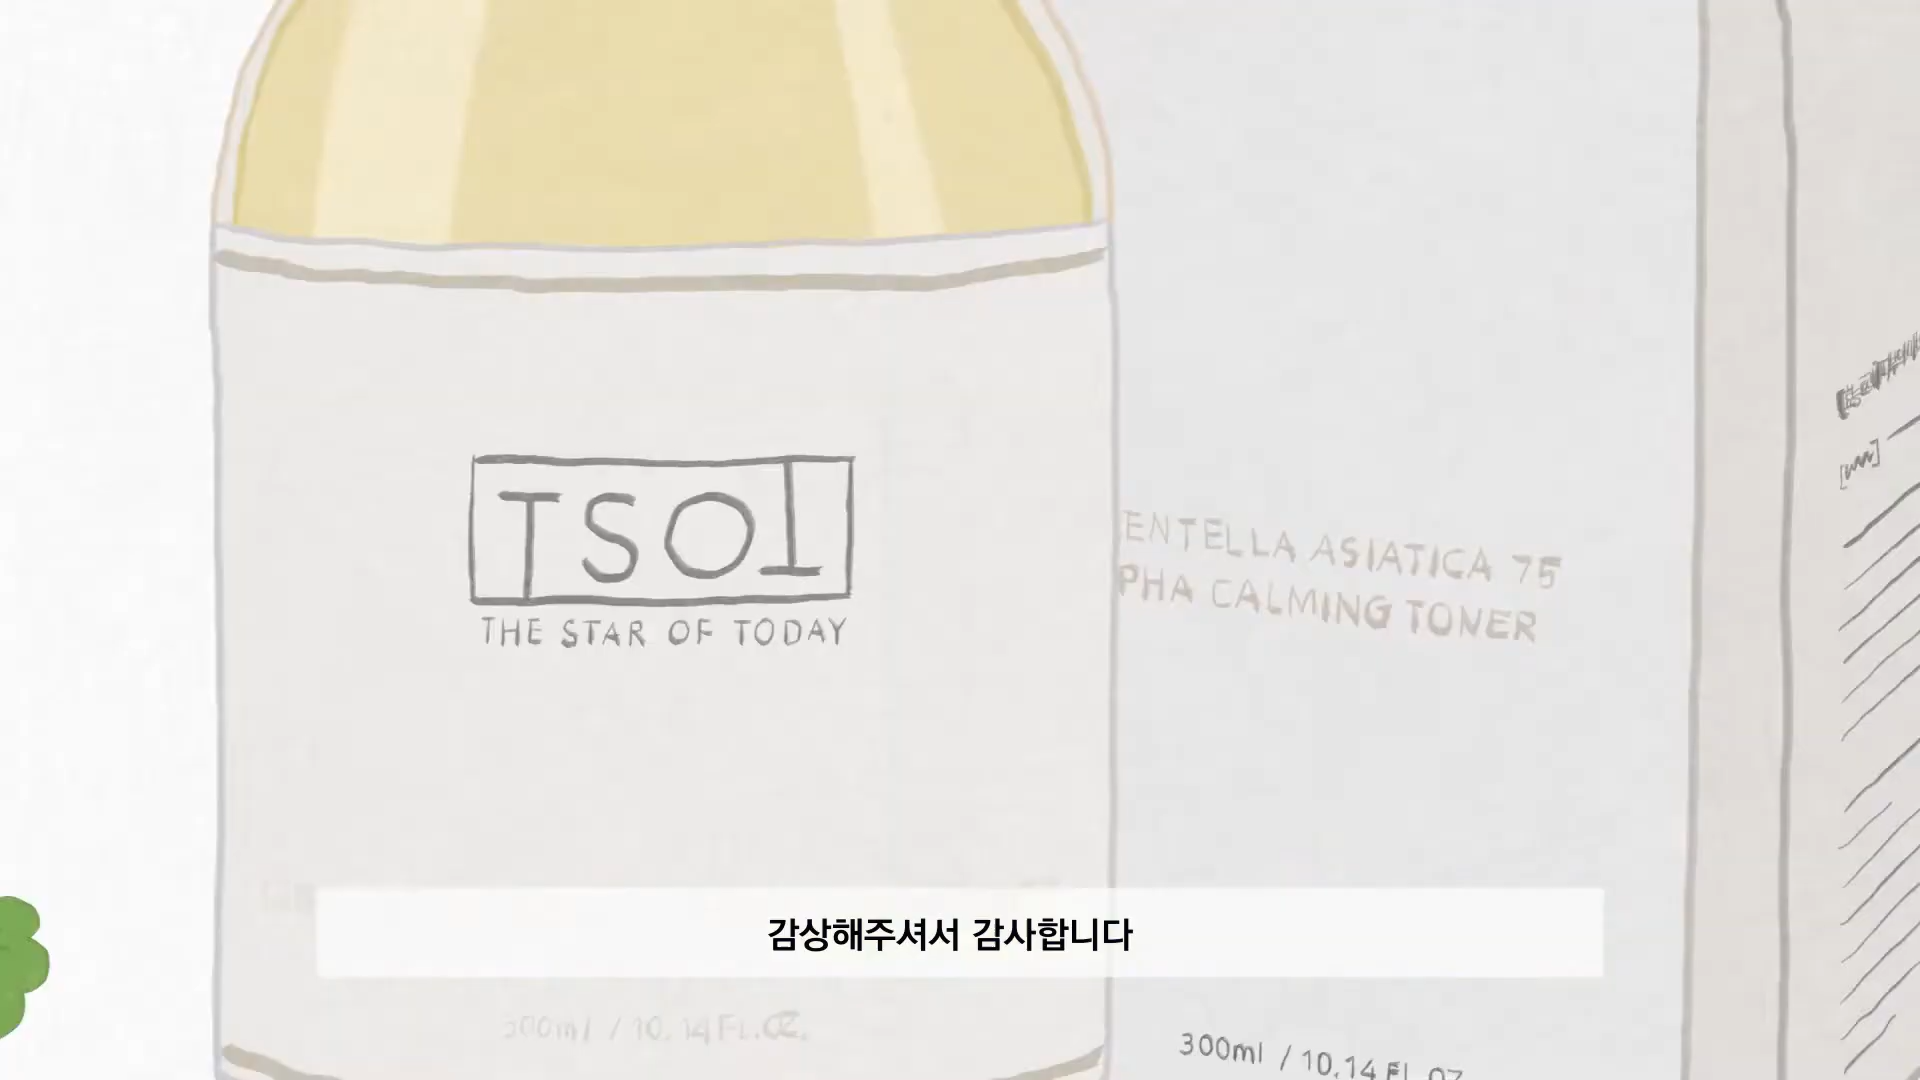 TSOI
THE STAR OF TODAY
ENTELLA ASIATICA 75
PHA CALMING TONER
감상해주셔서 감사합니다
300ml / 10.14 FL.OZ.
300ml / 10.14 FL OZ